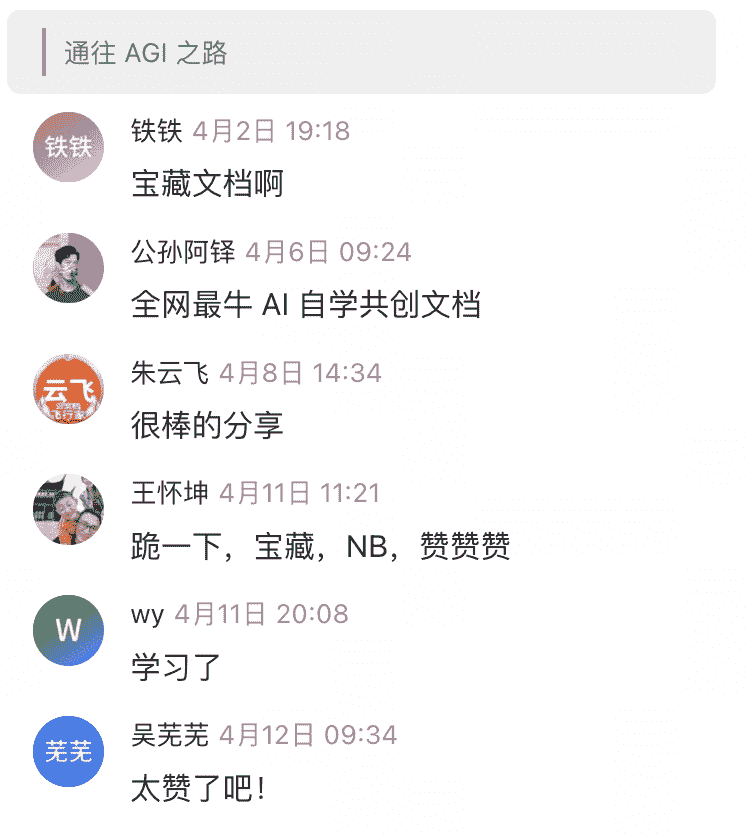 通往 AGI 之路
铁铁
铁铁 4月2日 19:18
宝藏文档啊
公孙阿铎 4月6日 09:24
全网最牛 AI 自学共创文档
云飞
朱云飞 4月8日 14:34
很棒的分享
王怀坤 4月11日 11:21
跪一下，宝藏，NB，赞赞赞
W
wy 4月11日 20:08
学习了
芜芜
吴芜芜 4月12日 09:34
太赞了吧！